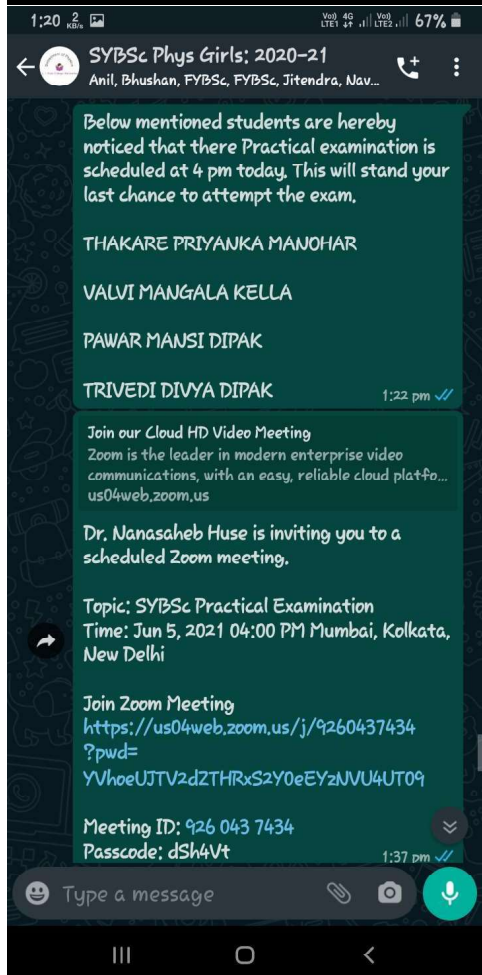 1:20 2 KB/s Vo) LTE1 4G Vo) LTE2 67%
SYBSc Phys Girls: 2020-21
Anil, Bhushan, FYBSc, FYBSc, Jitendra, Nav...
Below mentioned students are hereby
noticed that there Practical examination is
scheduled at 4 pm today. This will stand your
last chance to attempt the exam.
THAKARE PRIYANKA MANOHAR
VALVI MANGALA KELLA
PAWAR MANSI DIPAK
TRIVEDI DIVYA DIPAK
1:22 pm
Join our Cloud HD Video Meeting
Zoom is the leader in modern enterprise video
communications, with an easy, reliable cloud platfo...
us04web.zoom.us
Dr. Nanasaheb Huse is inviting you to a
scheduled Zoom meeting.
Topic: SYBSc Practical Examination
Time: Jun 5, 2021 04:00 PM Mumbai, Kolkata,
New Delhi
Join Zoom Meeting
https://us04web.zoom.us/j/9260437434
?pwd=
YVhoeUJTV2dZTHRxS2Y0eEYzNVU4UT09
Meeting ID: 926 043 7434
Passcode: dSh4Vt
1:37 pm
Type a message